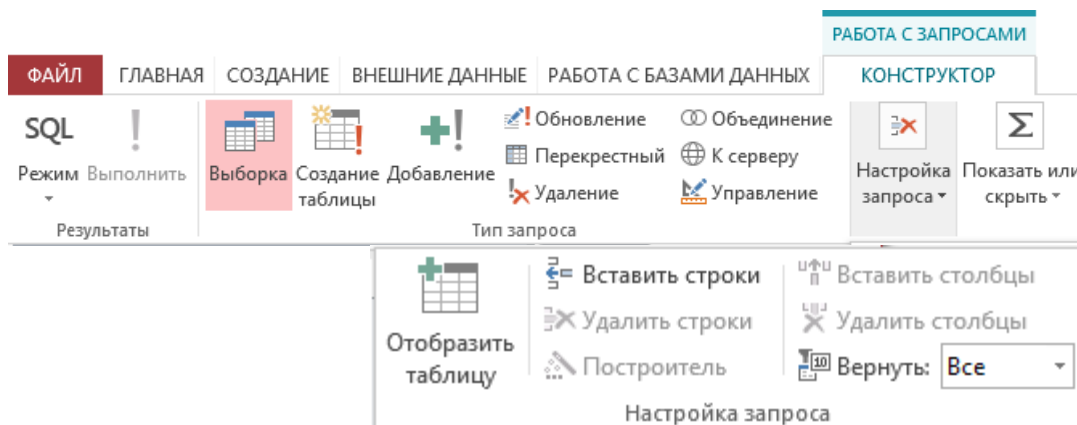 РАБОТА С ЗАПРОСАМИ
ФАЙЛ ГЛАВНАЯ СОЗДАНИЕ ВНЕШНИЕ ДАННЫЕ РАБОТА С БАЗАМИ ДАННЫХ КОНСТРУКТОР
SQL
Режим
Выполнить
Результаты
Выборка
Создание
таблицы
Добавление
Обновление
Перекрестный
Удаление
Объединение
К серверу
Управление
Тип запроса
Настройка
запроса
Σ
Показать или
скрыть
Отобразить
таблицу
Вставить строки
Удалить строки
Построитель
Вставить столбцы
Удалить столбцы
10
Вернуть: Все
Настройка запроса